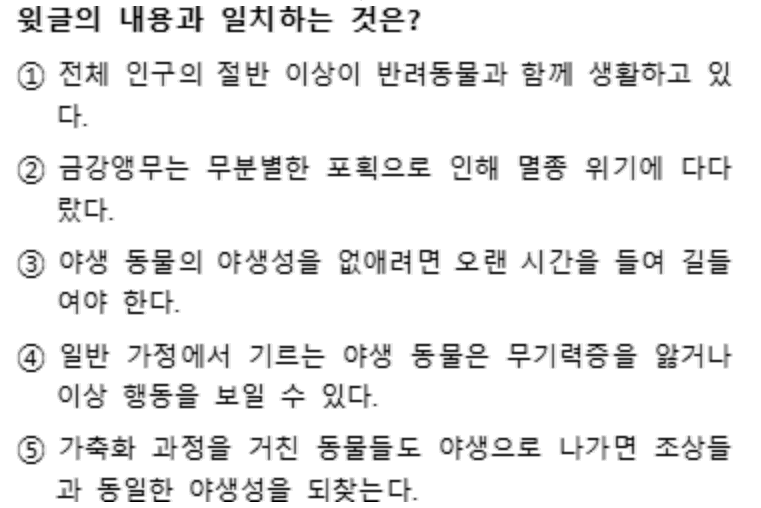 윗글의 내용과 일치하는 것은?
① 전체 인구의 절반 이상이 반려동물과 함께 생활하고 있
다.
② 금강앵무는 무분별한 포획으로 인해 멸종 위기에 다다
랐다.
③ 야생 동물의 야생성을 없애려면 오랜 시간을 들여 길들
여야 한다.
④ 일반 가정에서 기르는 야생 동물은 무기력증을 앓거나
이상 행동을 보일 수 있다.
⑤ 가축화 과정을 거친 동물들도 야생으로 나가면 조상들
과 동일한 야생성을 되찾는다.